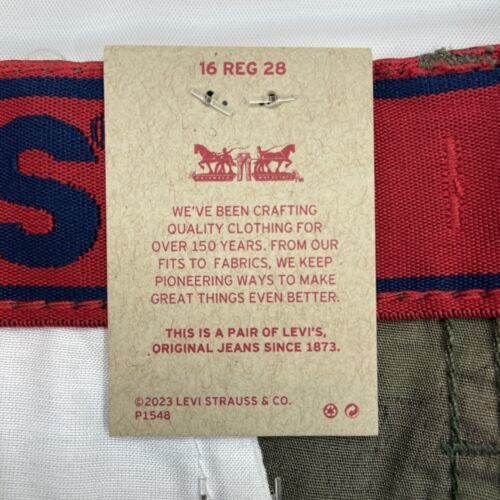 16 REG 28
WE'VE BEEN CRAFTING
QUALITY CLOTHING FOR
OVER 150 YEARS. FROM OUR
FITS TO FABRICS, WE KEEP
PIONEERING WAYS TO MAKE
GREAT THINGS EVEN BETTER.
THIS IS A PAIR OF LEVI'S,
ORIGINAL JEANS SINCE 1873.
©2023 LEVI STRAUSS & CO.
P1548
S